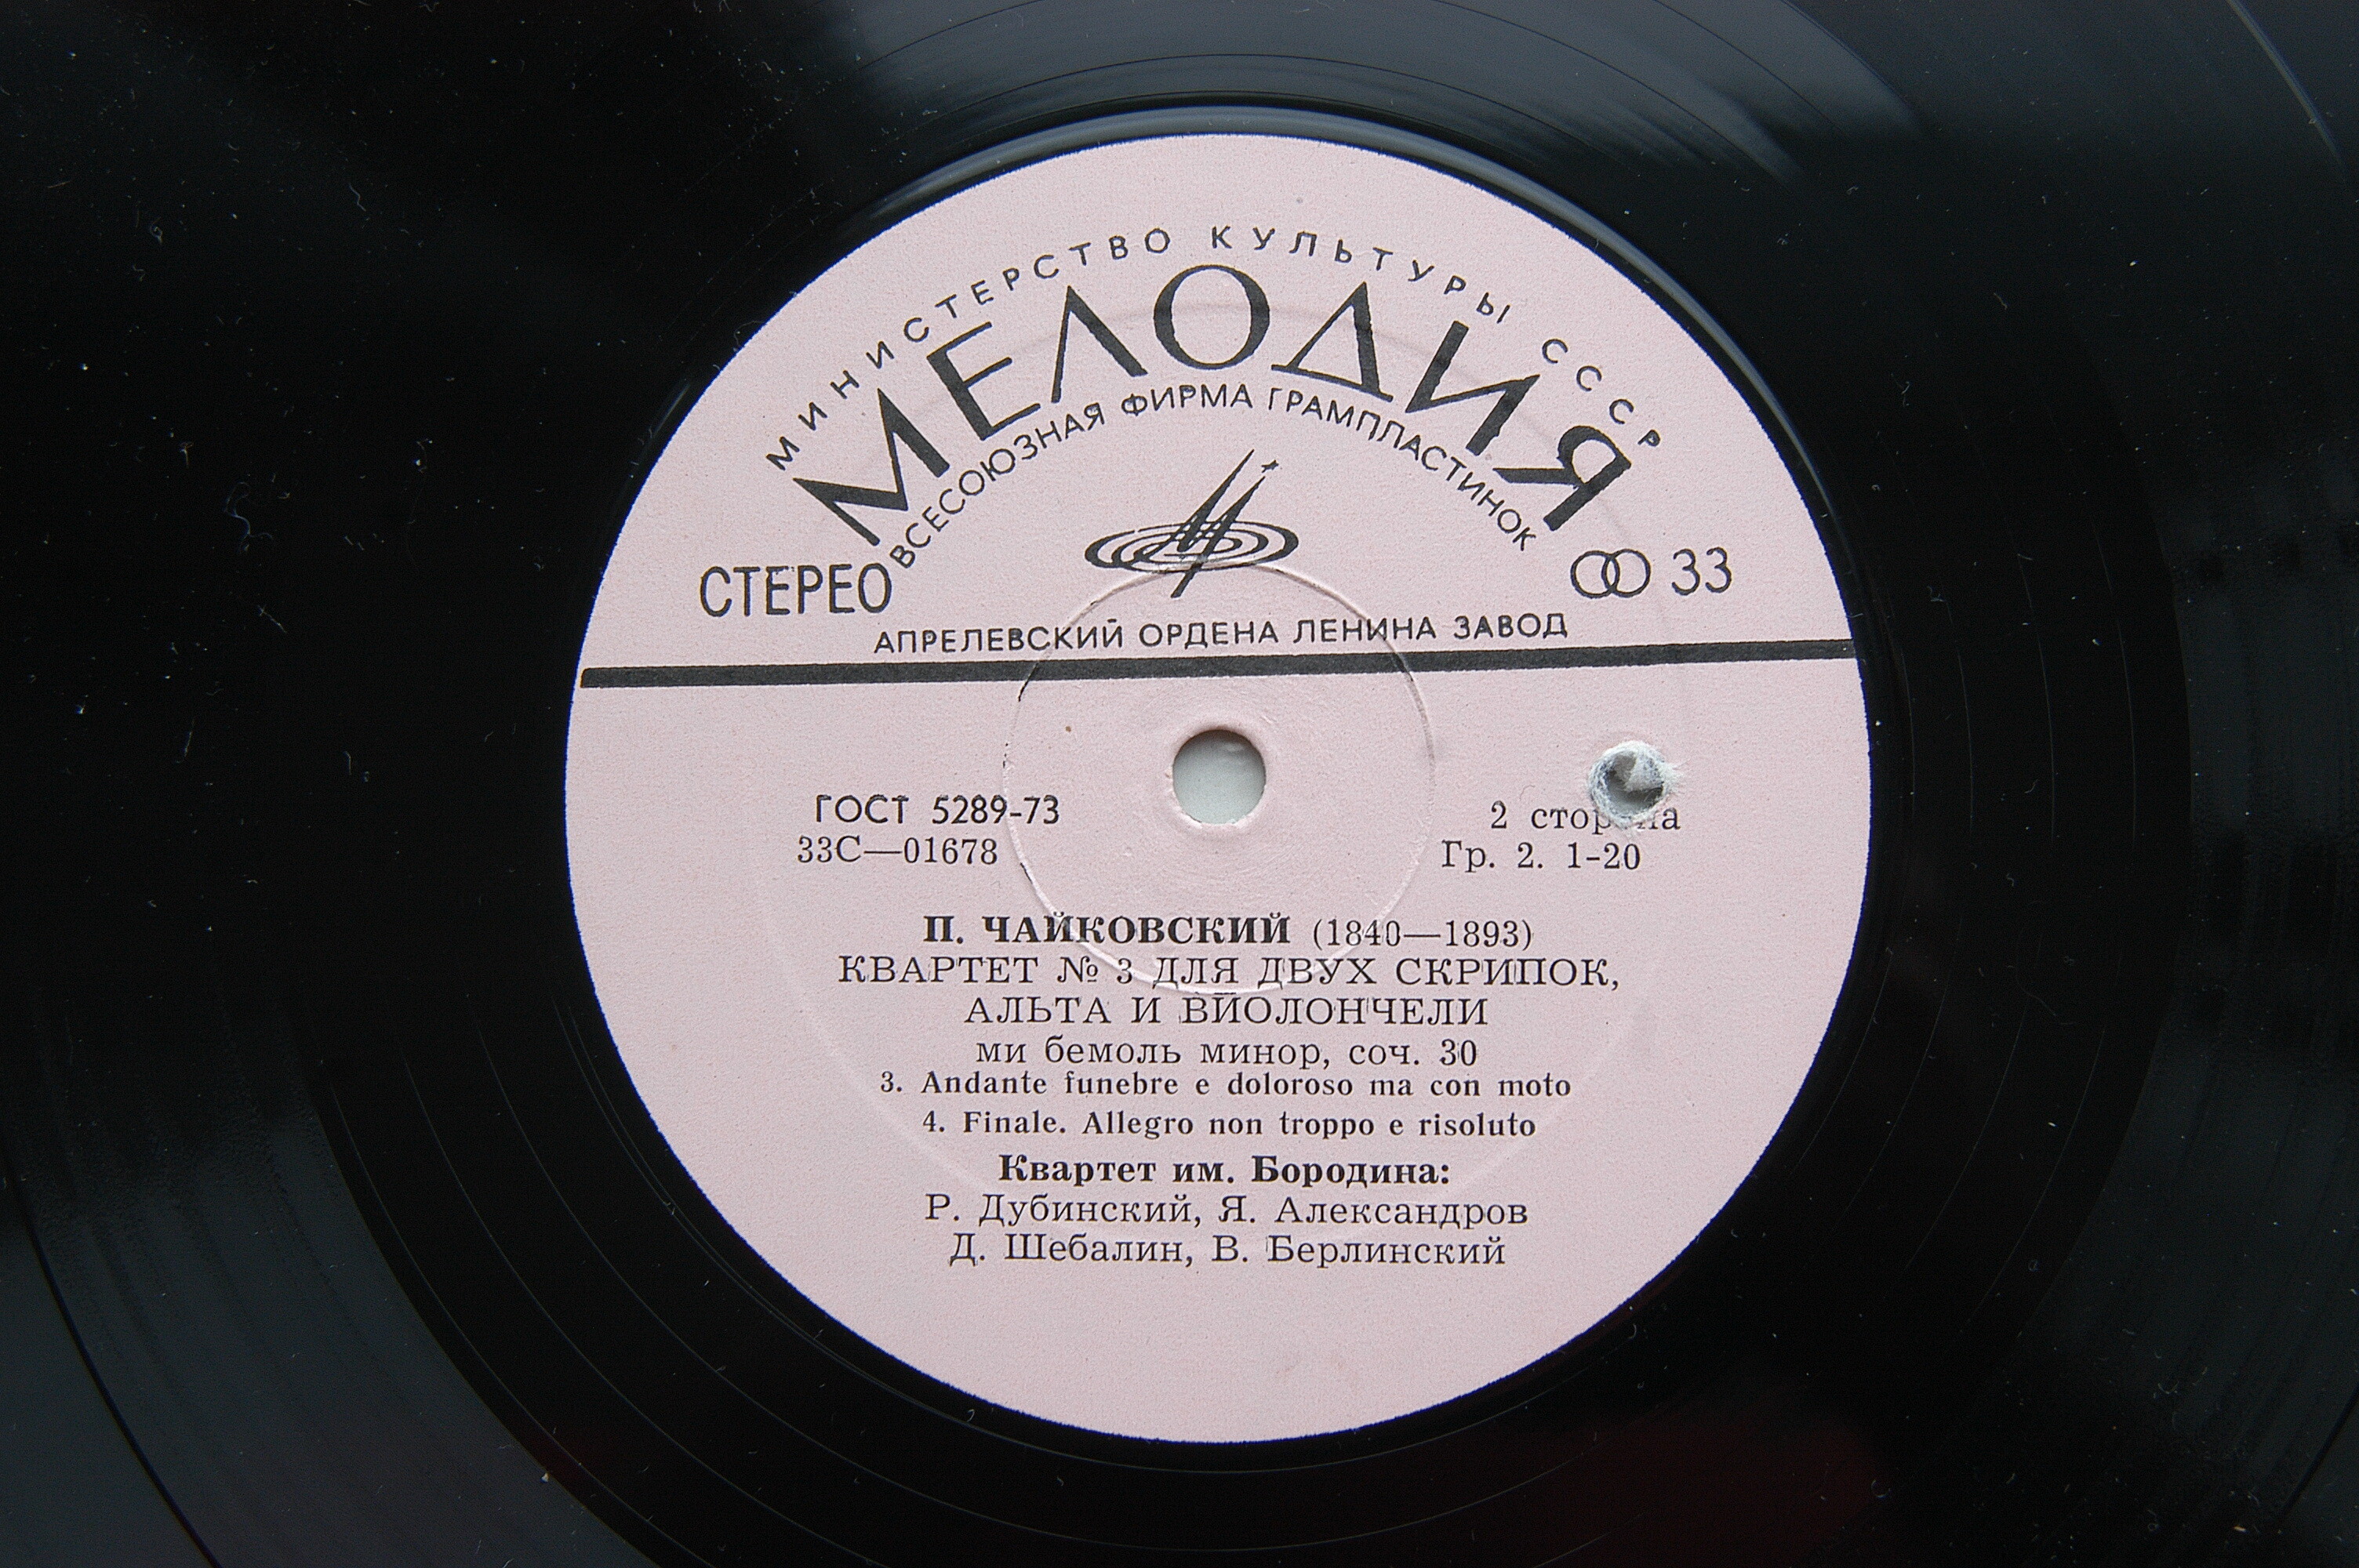 МИНИСТЕРСТВО КУЛЬТУРЫ СССР
МЕЛОДИЯ
ВСЕСОЮЗНАЯ ФИРМА ГРАМПЛАСТИНОК
СТЕРЕО
33
АПРЕЛЕВСКИЙ ОРДЕНА ЛЕНИНА ЗАВОД
ГОСТ 5289-73
33С—01678
2
Гр. 2. 1-20
П. ЧАЙКОВСКИЙ (1840—1893)
КВАРТЕТ № 3 ДЛЯ ДВУХ СКРИПОК,
АЛЬТА И ВИОЛОНЧЕЛИ
ми бемоль минор, соч. 30
3. Andante funebre e doloroso ma con moto
4. Finale. Allegro non troppo e risoluto
Квартет им. Бородина:
Р. Дубинский, Я. Александров
Д. Шебалин, В. Берлинский